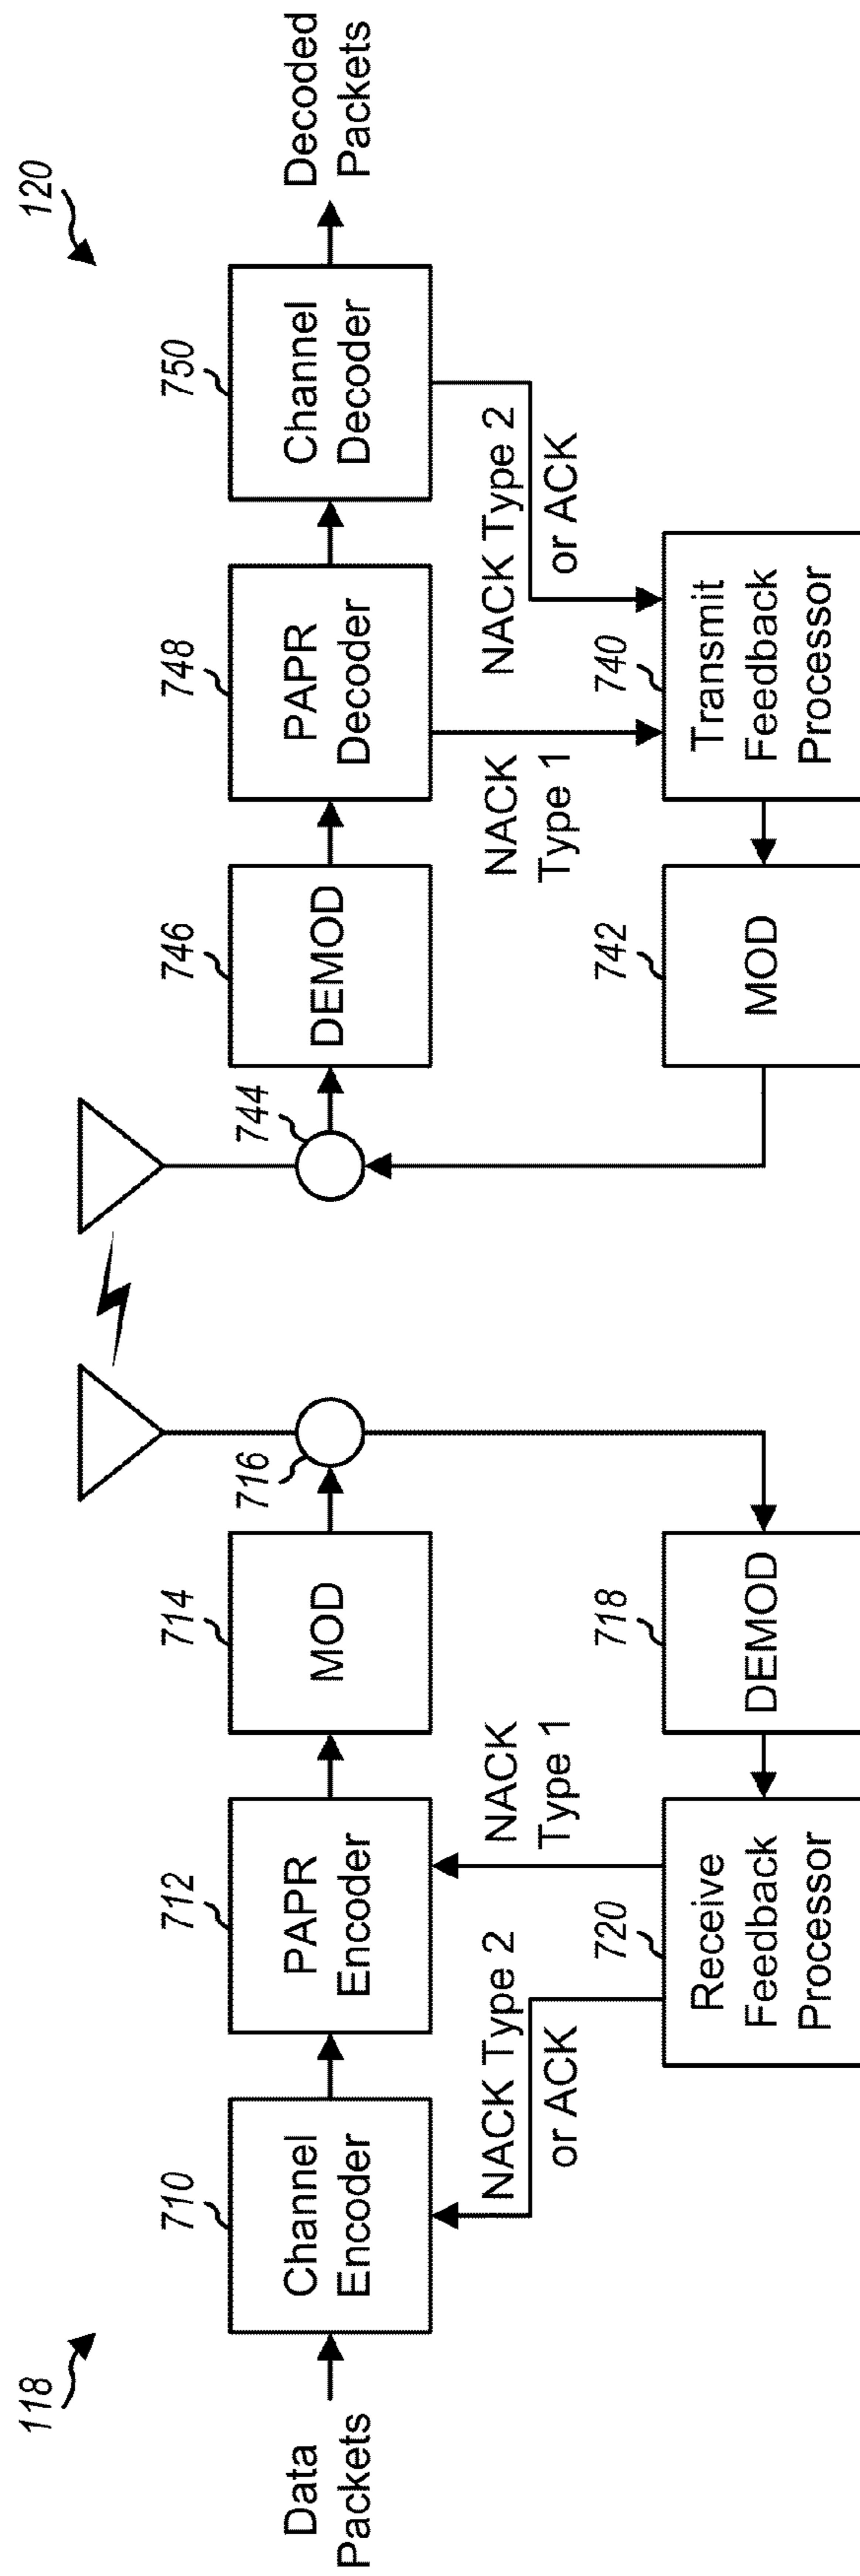 118
120
Data
Packets
710
Channel
Encoder
712
PAPR
Encoder
714
MOD
716
744
746
DEMOD
748
PAPR
Decoder
750
Channel
Decoder
Decoded
Packets
NACK Type 2
or ACK
NACK
Type 1
NACK
Type 1
NACK Type 2
or ACK
720
Receive
Feedback
Processor
718
DEMOD
742
MOD
740
Transmit
Feedback
Processor